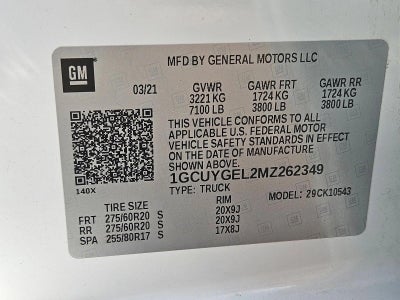 GM
MFD BY GENERAL MOTORS LLC
03/21 GVWR GAWR FRT GAWR RR
3221 KG 1724 KG 1724 KG
7100 LB 3800 LB 3800 LB
THIS VEHICLE CONFORMS TO ALL
APPLICABLE U.S. FEDERAL MOTOR
VEHICLE SAFETY STANDARDS IN EFFECT
ON THE DATE OF MANUFACTURE
SHOWN ABOVE.
1GCUYGEL2MZ262349
140X
TYPE: TRUCK MODEL: 29CK10543
TIRE SIZE RIM
FRT 275/60R20 S 20X9J
RR 275/60R20 S 20X9J
SPA 255/80R17 S 17X8J